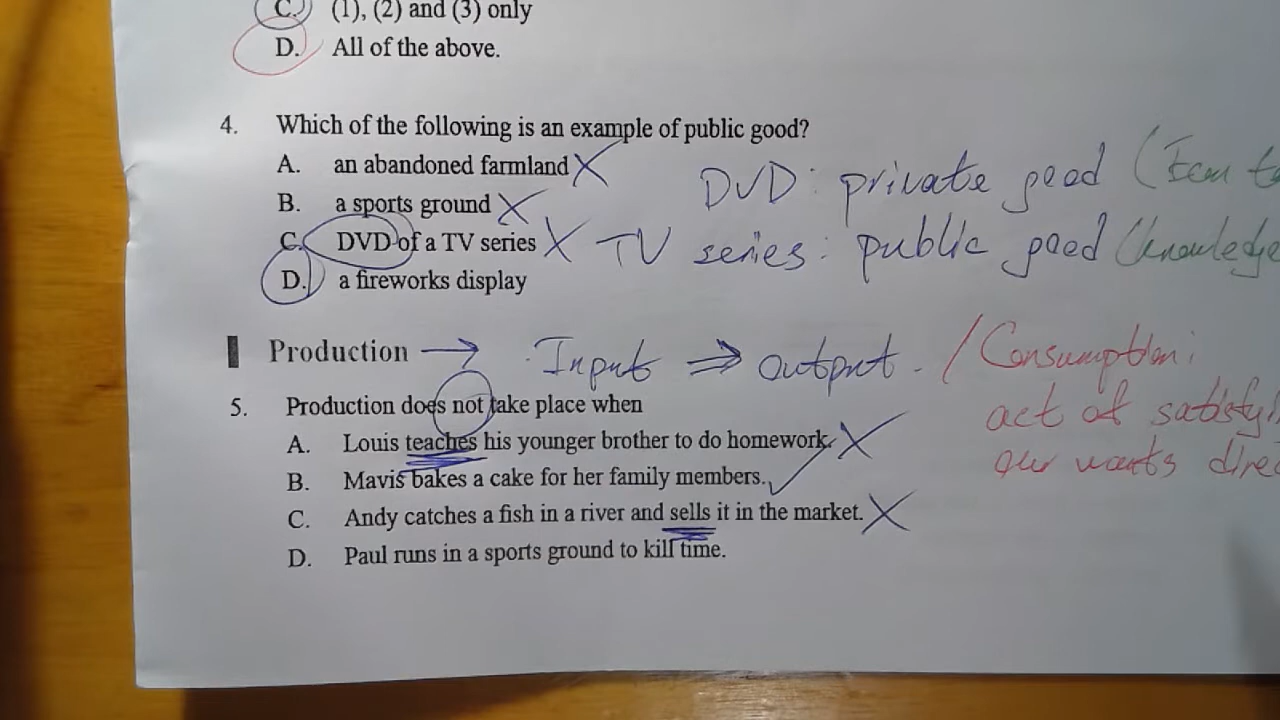 C. (1), (2) and (3) only
D. All of the above.
4. Which of the following is an example of public good?
A. an abandoned farmland
B. a sports ground
DVD: private good (
C. DVD of a TV series
TV series: public good (knowledge
D. a fireworks display
Production → Input ⇒ output. / Consumption:
act of
our wants
5. Production does not take place when
A. Louis teaches his younger brother to do homework.
B. Mavis bakes a cake for her family members.
C. Andy catches a fish in a river and sells it in the market.
D. Paul runs in a sports ground to kill time.